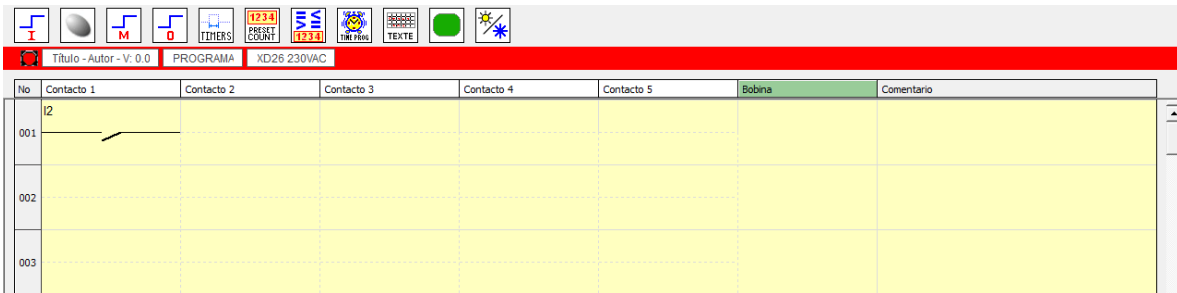 I
M
O
TIMERS
1234
PRESET
COUNT
1234
TIME PROG
TEXTE
Título - Autor - V: 0.0 PROGRAMA XD26 230VAC
No Contacto 1 Contacto 2 Contacto 3 Contacto 4 Contacto 5 Bobina Comentario
I2
001
002
003